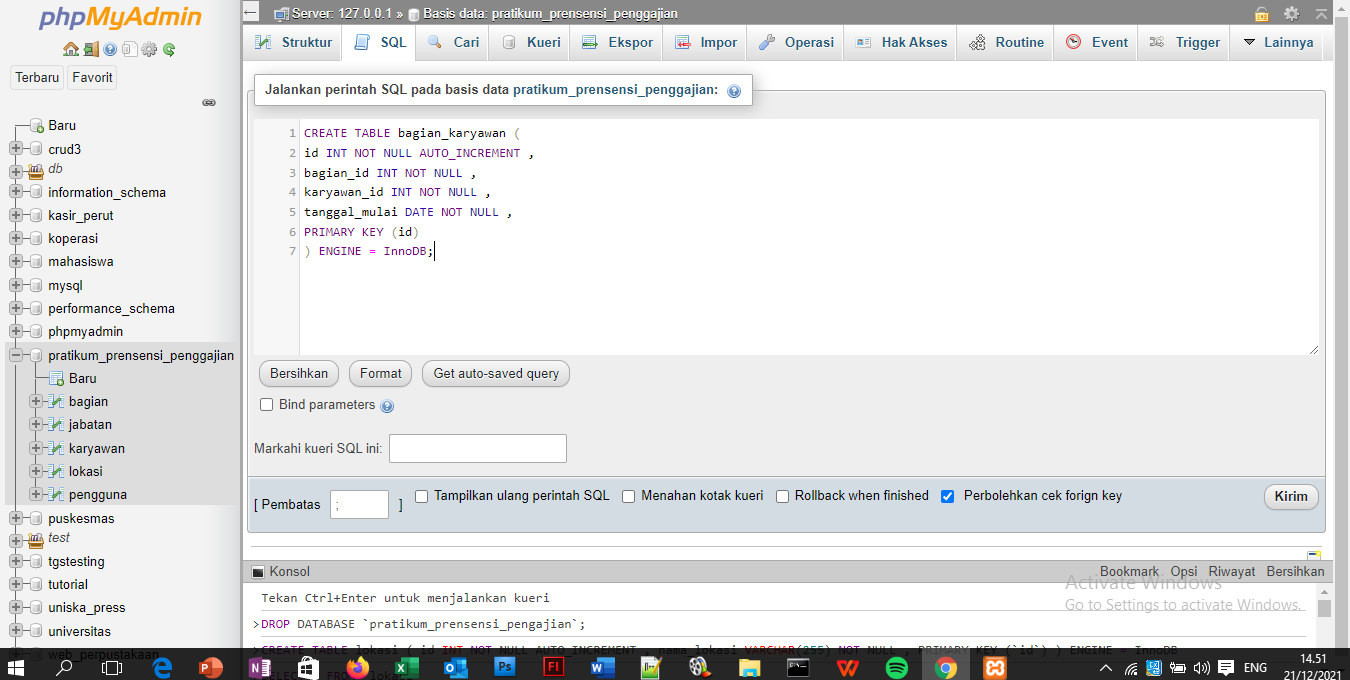 phpMyAdmin
Terbaru Favorit
Baru
crud3
db
information_schema
kasir_perut
koperasi
mahasiswa
mysql
performance_schema
phpmyadmin
pratikum_prensensi_penggajian
Baru
bagian
jabatan
karyawan
lokasi
pengguna
puskesmas
test
tgstesting
tutorial
uniska_press
universitas
web_perpustakaan
Server: 127.0.0.1 » Basis data: pratikum_prensensi_penggajian
Struktur SQL Cari Kueri Ekspor Impor Operasi Hak Akses Routine Event Trigger Lainnya
Jalankan perintah SQL pada basis data pratikum_prensensi_penggajian:
1 CREATE TABLE bagian_karyawan (
2 id INT NOT NULL AUTO_INCREMENT ,
3 bagian_id INT NOT NULL ,
4 karyawan_id INT NOT NULL ,
5 tanggal_mulai DATE NOT NULL ,
6 PRIMARY KEY (id)
7 ) ENGINE = InnoDB;
Bersihkan Format Get auto-saved query
Bind parameters
Markahi kueri SQL ini:
[ Pembatas ; ] Tampilkan ulang perintah SQL Menahan kotak kueri Rollback when finished Perbolehkan cek forign key Kirim
Konsol Bookmark Opsi Riwayat Bersihkan
Activate Windows
Go to Settings to activate Windows.
Tekan Ctrl+Enter untuk menjalankan kueri
>DROP DATABASE `pratikum_prensensi_pengajian`;
>CREATE TABLE lokasi ( id INT NOT NULL AUTO_INCREMENT , nama_lokasi VARCHAR(255) NOT NULL , PRIMARY KEY (`id`) ) ENGINE = InnoDB
ENG
14.51
21/12/2021